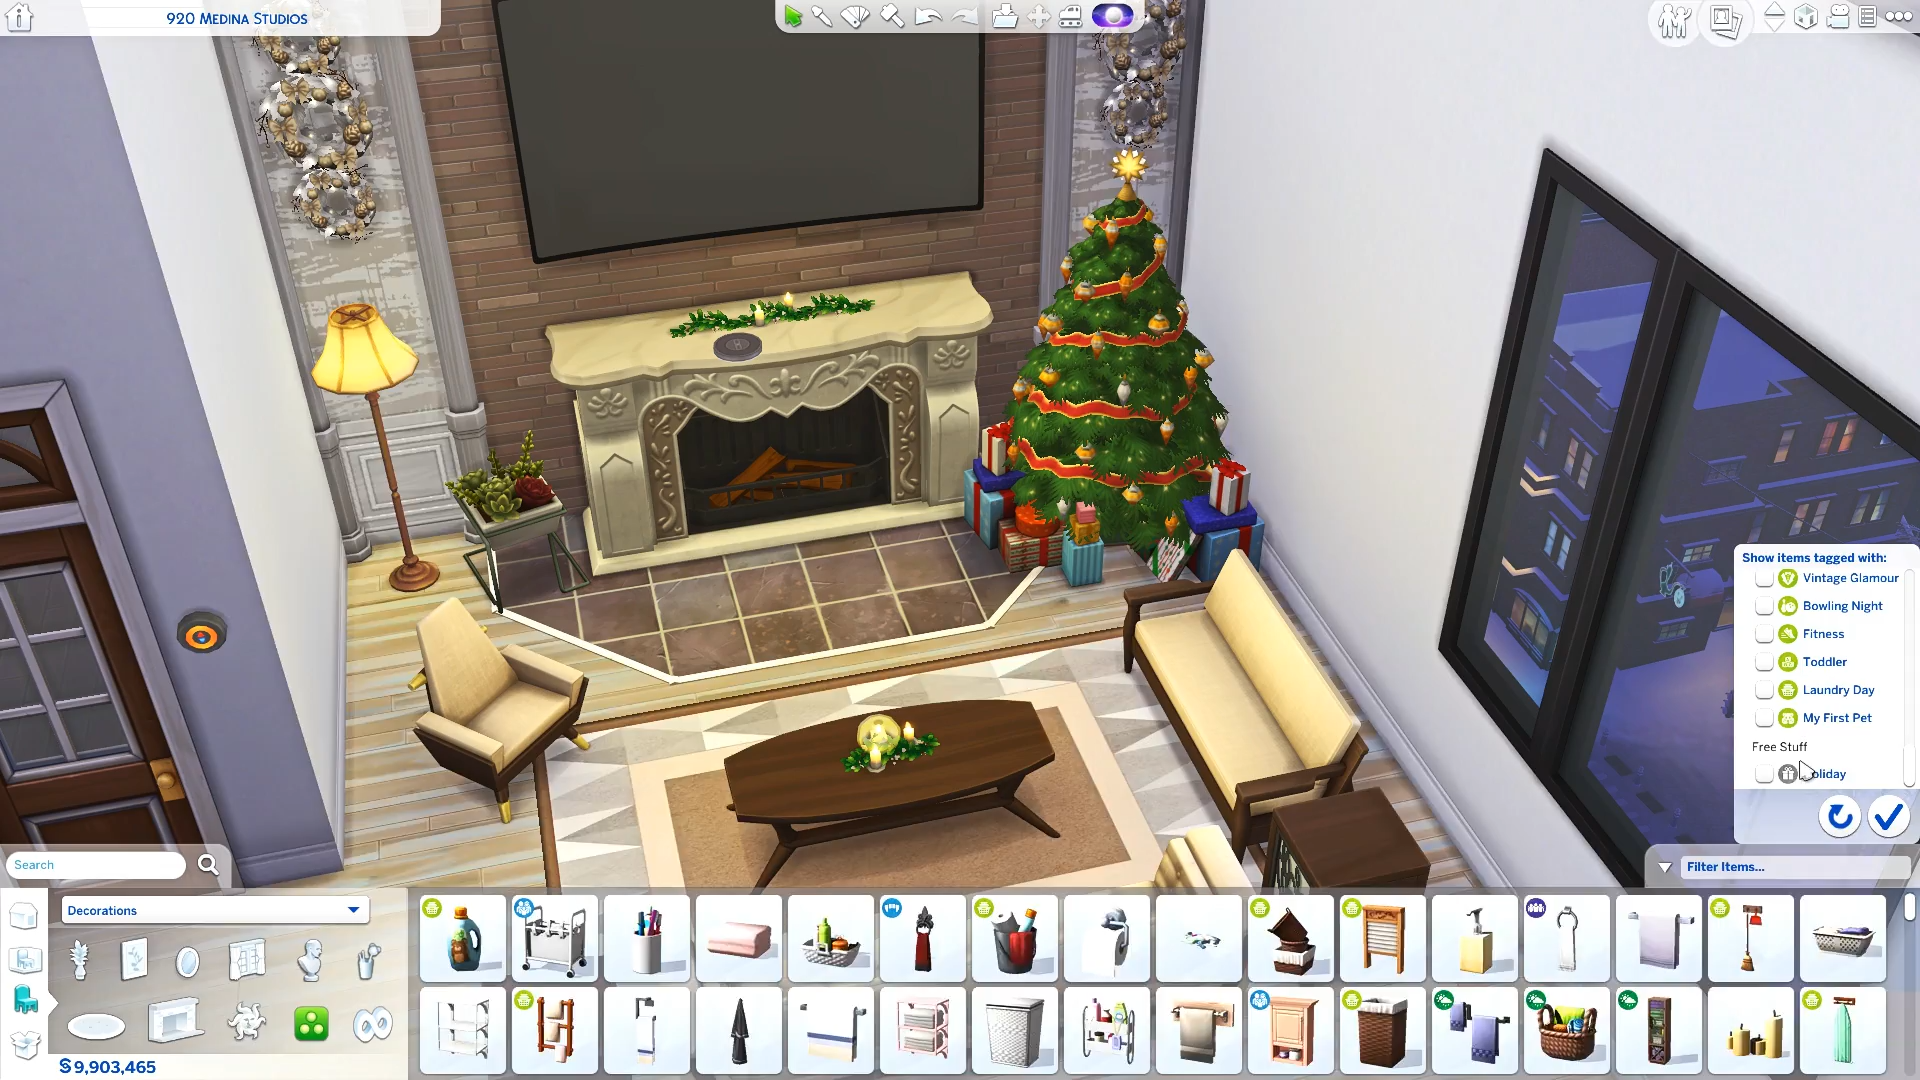 920 Medina Studios
Show items tagged with:
Vintage Glamour
Bowling Night
Fitness
Toddler
Laundry Day
My First Pet
Free Stuff
oliday
Filter Items...
Search
Decorations
§9,903,465